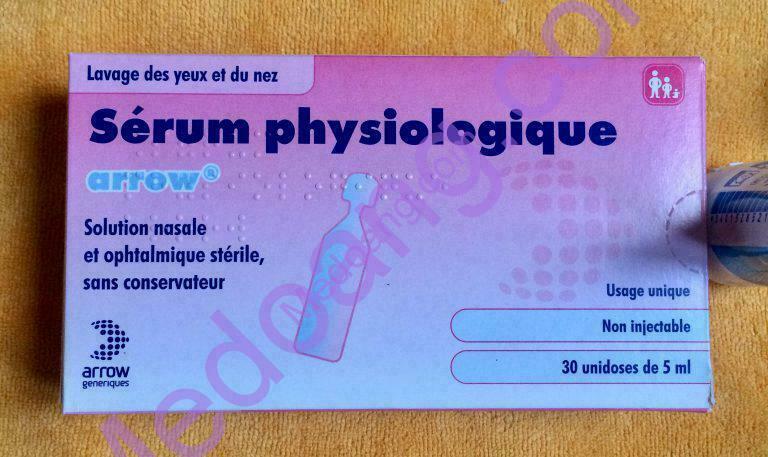 Lavage des yeux et du nez
Sérum physiologique
arrow®
Solution nasale
et ophtalmique stérile,
sans conservateur
Usage unique
Non injectable
30 unidoses de 5 ml
arrow
generiques